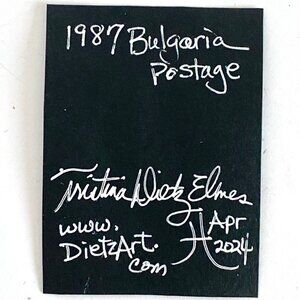 1987 Bulgaria
Postage
Tristina Dietz Elmes
www.
DietzArt.
com
Apr
2024